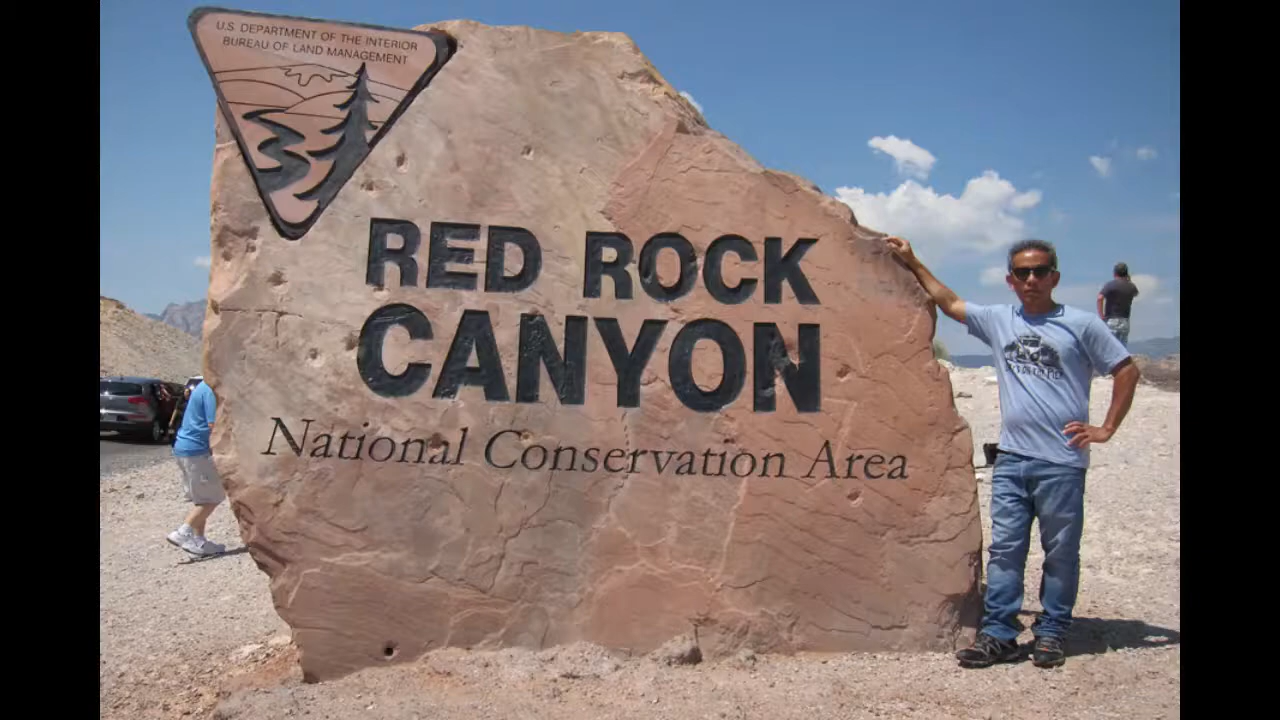 U.S. DEPARTMENT OF THE INTERIOR
BUREAU OF LAND MANAGEMENT
RED ROCK
CANYON
National Conservation Area